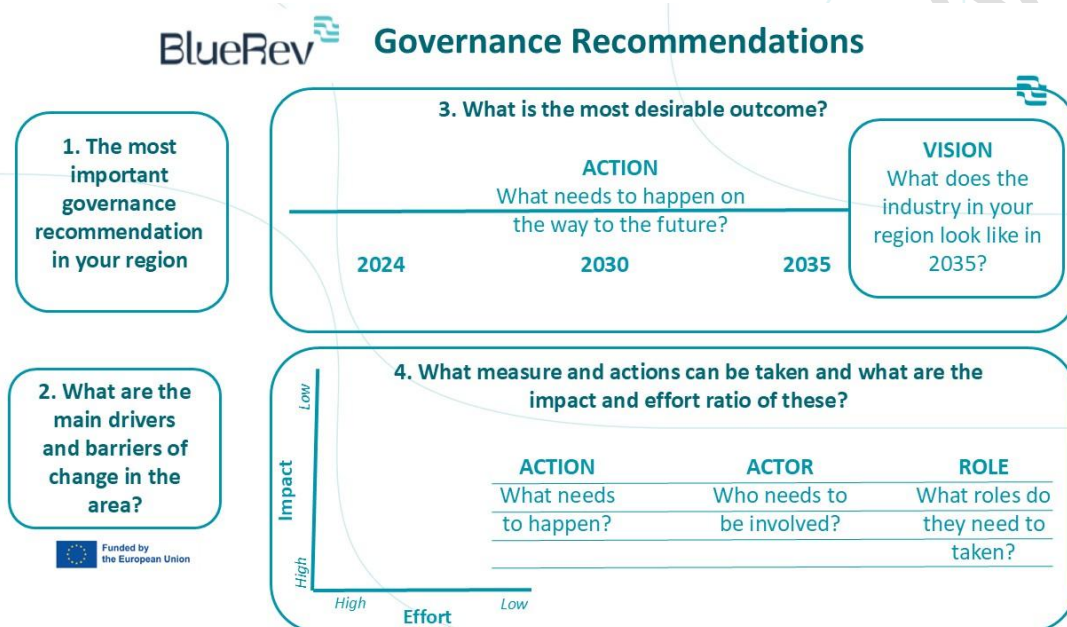 BlueRev
Governance Recommendations
1. The most
important
governance
recommendation
in your region
3. What is the most desirable outcome?
ACTION
What needs to happen on
the way to the future?
2024
2030
2035
VISION
What does the
industry in your
region look like in
2035?
2. What are the
main drivers
and barriers of
change in the
area?
Funded by
the European Union
4. What measure and actions can be taken and what are the
impact and effort ratio of these?
Low
Impact
High
High
Low
Effort
ACTION
What needs
to happen?
ACTOR
Who needs to
be involved?
ROLE
What roles do
they need to
taken?